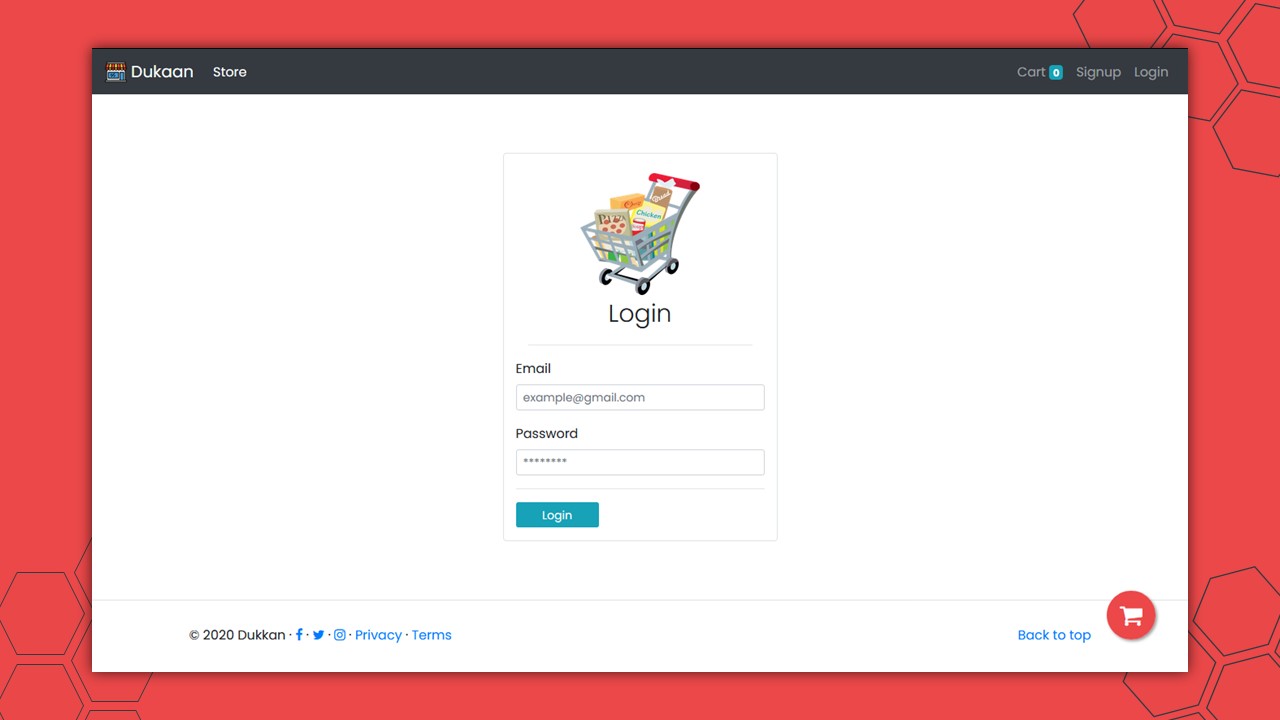 Dukaan Store Cart 0 Signup Login
Chicken
PIZZA
Login
Email
example@gmail.com
Password
********
Login
© 2020 Dukkan · · · · Privacy · Terms Back to top